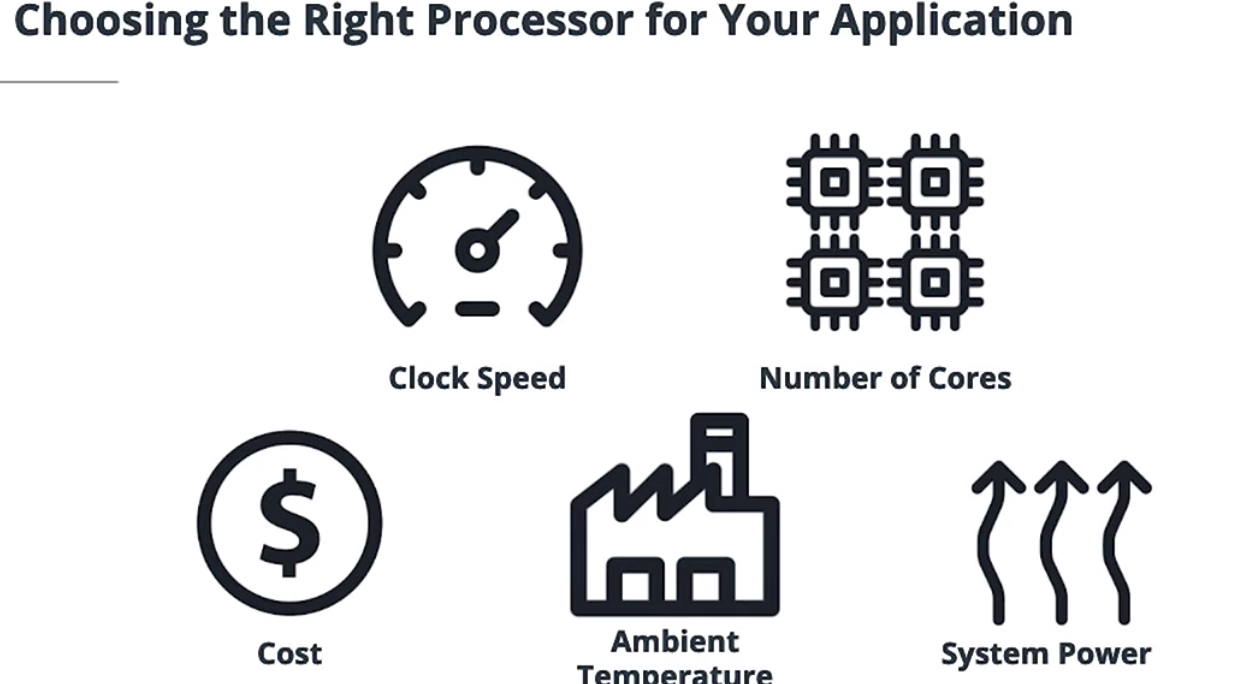 Choosing the Right Processor for Your Application
Clock Speed
Number of Cores
$
Cost
Ambient
Temperature
System Power